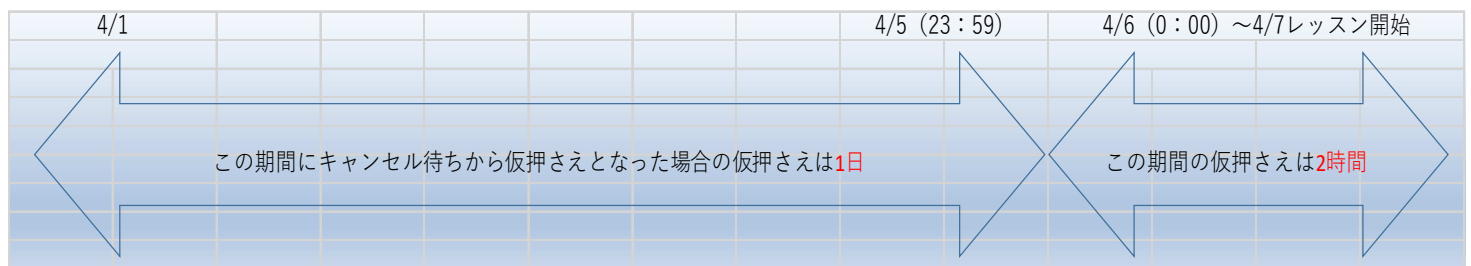 4/1 4/5（23：59） 4/6（0：00）～4/7レッスン開始
この期間にキャンセル待ちから仮押さえとなった場合の仮押さえは1日 この期間の仮押さえは2時間